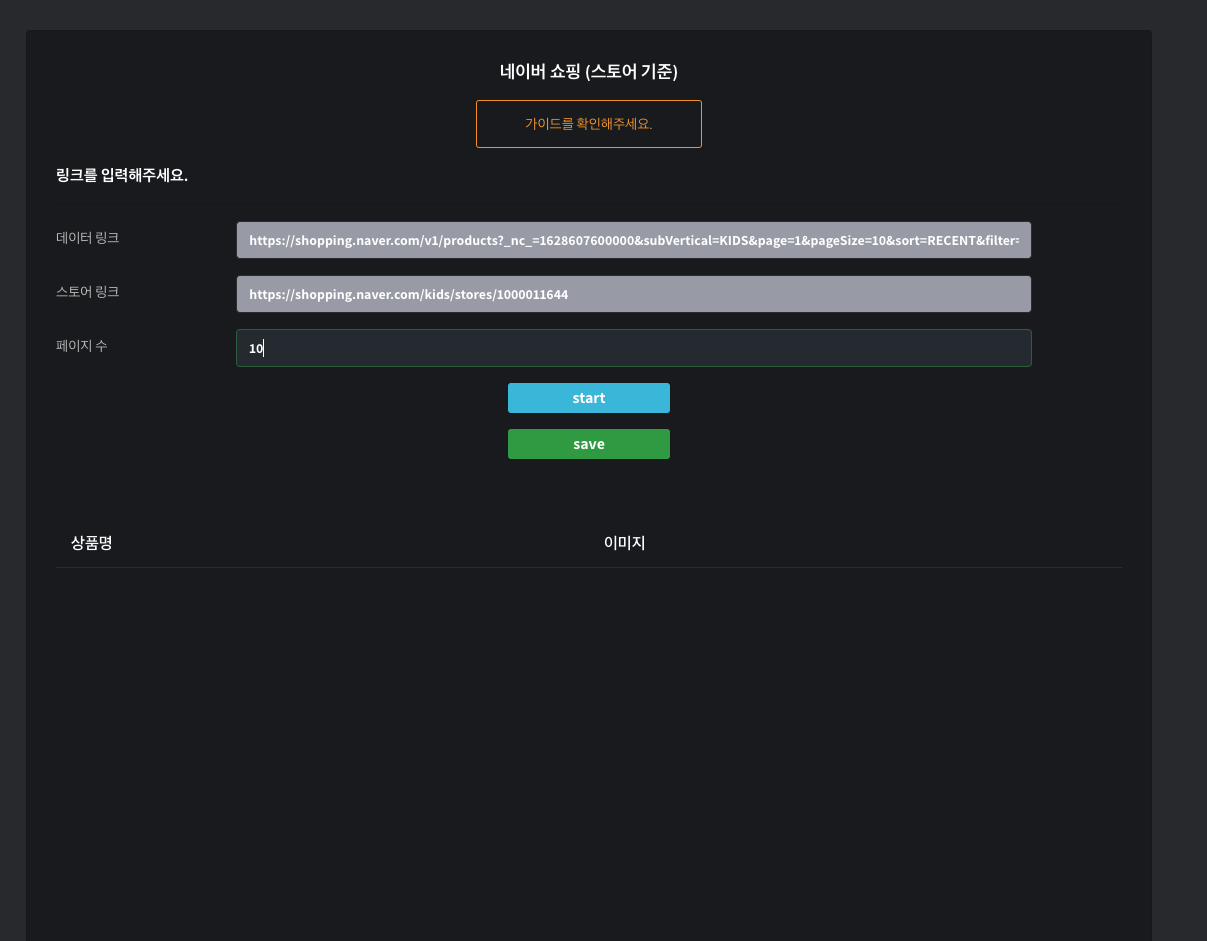 네이버 쇼핑 (스토어 기준)
가이드를 확인해주세요.
링크를 입력해주세요.
데이터 링크 https://shopping.naver.com/v1/products?_nc_=1628607600000&subVertical=KIDS&page=1&pageSize=10&sort=RECENT&filter=
스토어 링크 https://shopping.naver.com/kids/stores/1000011644
페이지 수 10
start
save
상품명 이미지